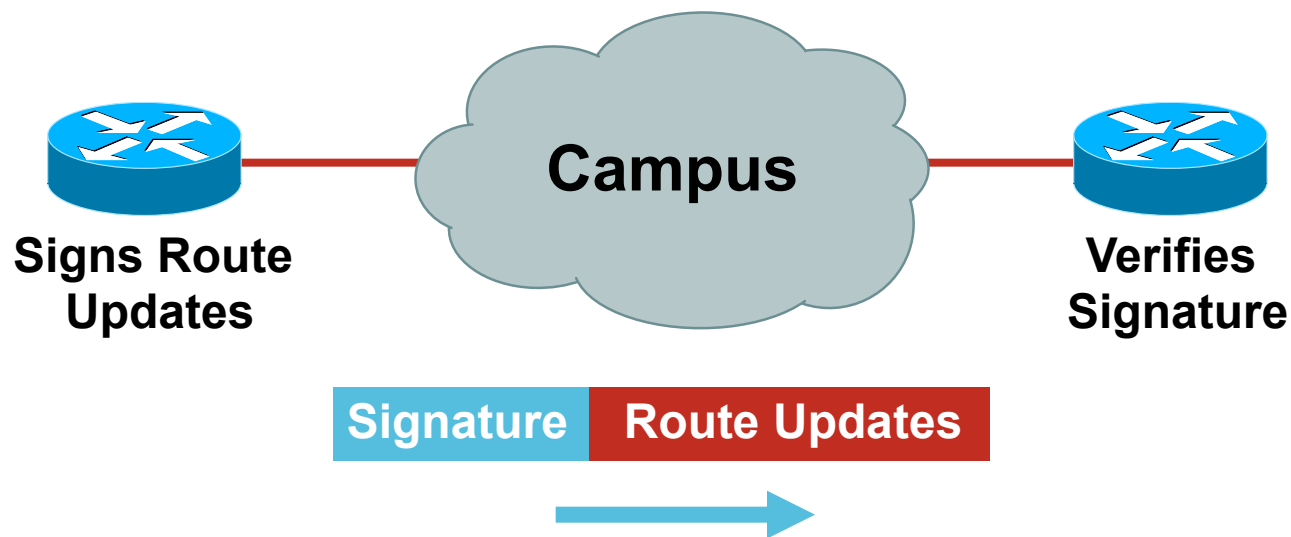 Campus
Signs Route
Updates
Verifies
Signature
Signature Route Updates